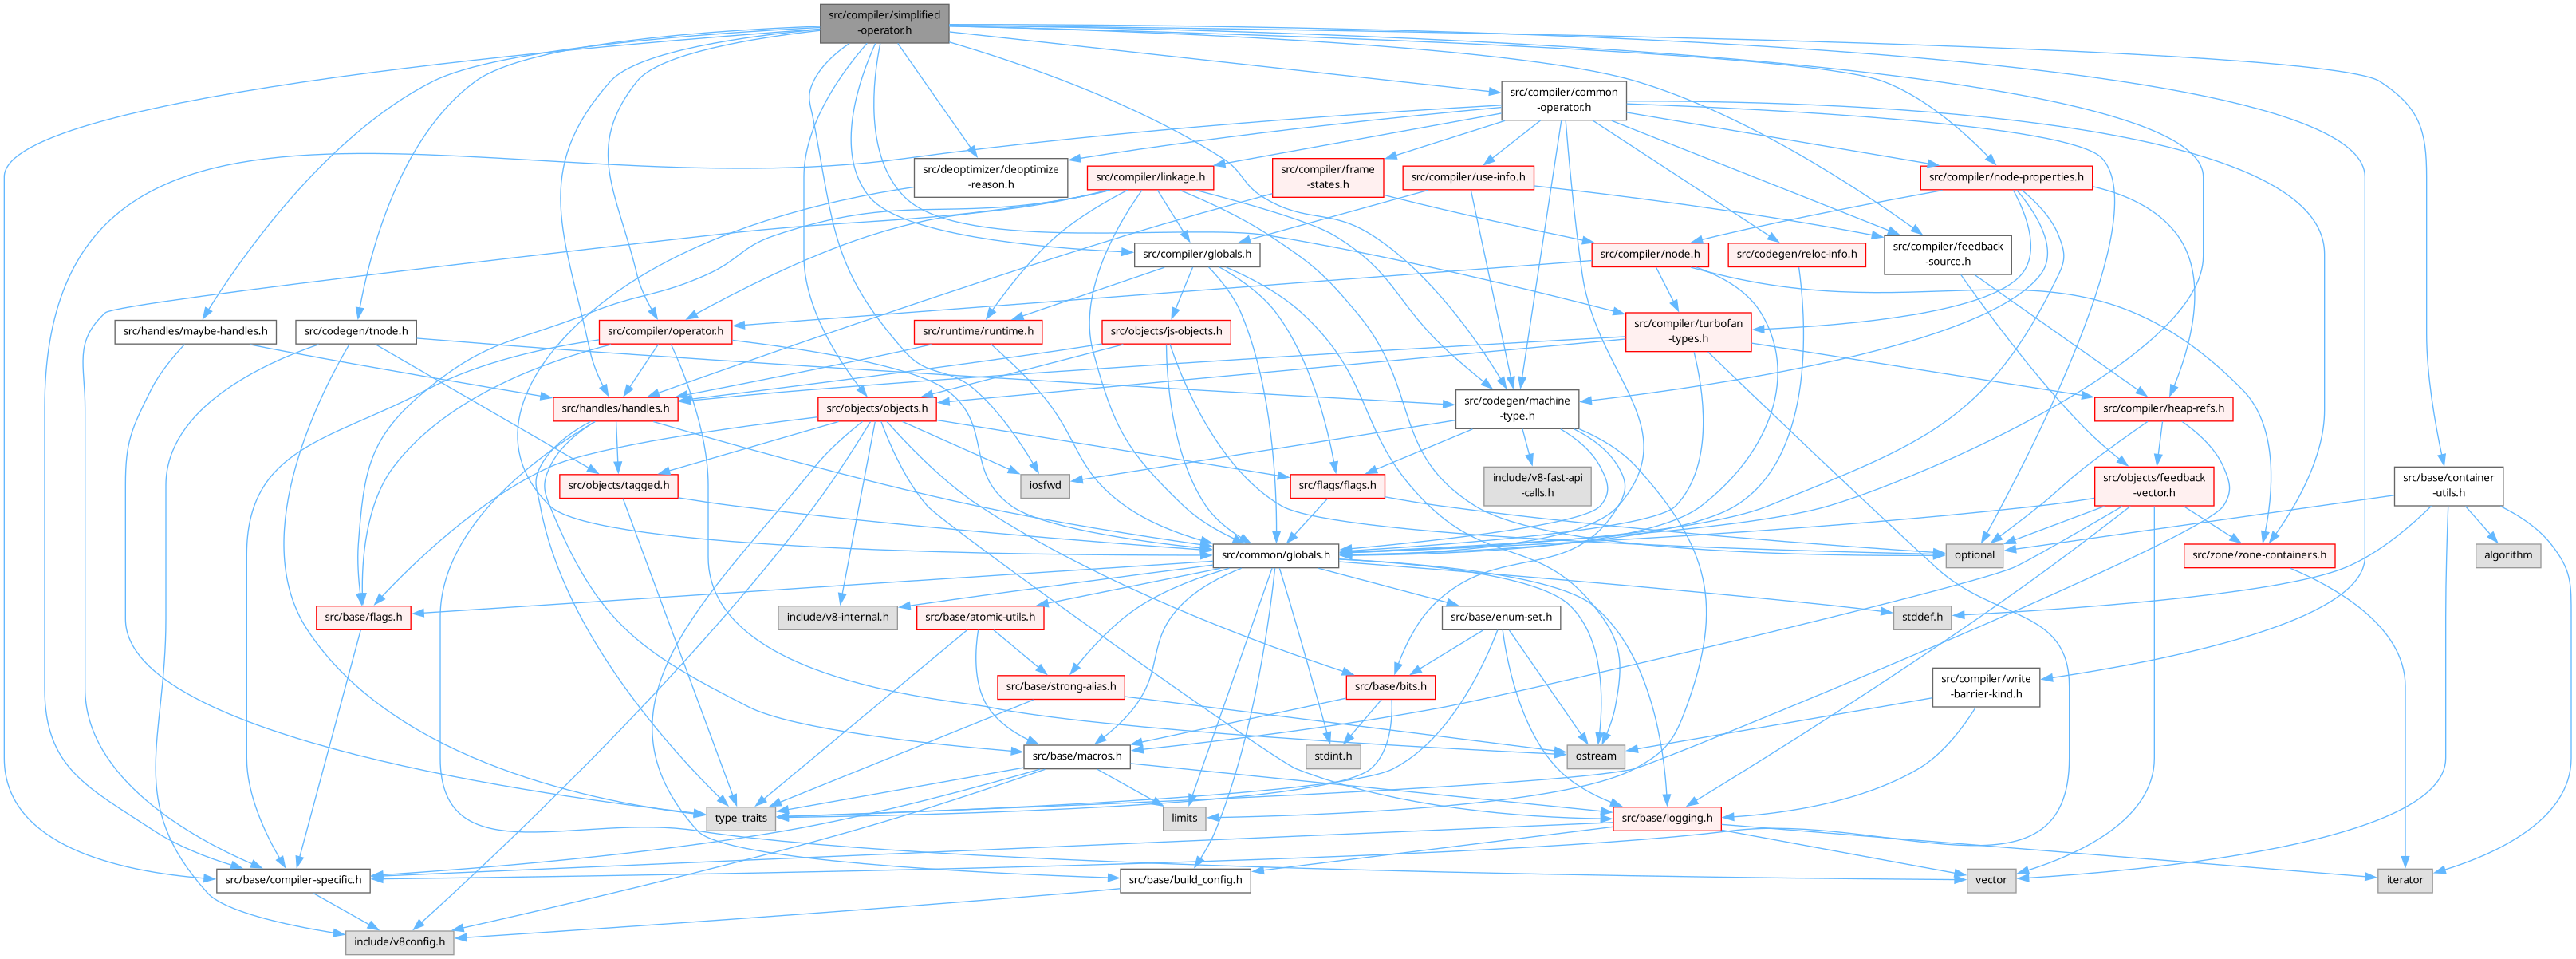 src/compiler/simplified
-operator.h
src/compiler/common
-operator.h
src/deoptimizer/deoptimize
-reason.h
src/compiler/linkage.h
src/compiler/frame
-states.h
src/compiler/use-info.h
src/compiler/node-properties.h
src/compiler/globals.h
src/compiler/node.h
src/codegen/reloc-info.h
src/compiler/feedback
-source.h
src/handles/maybe-handles.h
src/codegen/tnode.h
src/compiler/operator.h
src/runtime/runtime.h
src/objects/js-objects.h
src/compiler/turbofan
-types.h
src/handles/handles.h
src/objects/objects.h
src/codegen/machine
-type.h
src/compiler/heap-refs.h
src/objects/tagged.h
iosfwd
src/flags/flags.h
include/v8-fast-api
-calls.h
src/objects/feedback
-vector.h
src/base/container
-utils.h
src/common/globals.h
optional
src/zone/zone-containers.h
algorithm
src/base/flags.h
include/v8-internal.h
src/base/atomic-utils.h
src/base/enum-set.h
stddef.h
src/base/strong-alias.h
src/base/bits.h
src/compiler/write
-barrier-kind.h
src/base/macros.h
stdint.h
ostream
type_traits
limits
src/base/logging.h
src/base/compiler-specific.h
src/base/build_config.h
vector
iterator
include/v8config.h